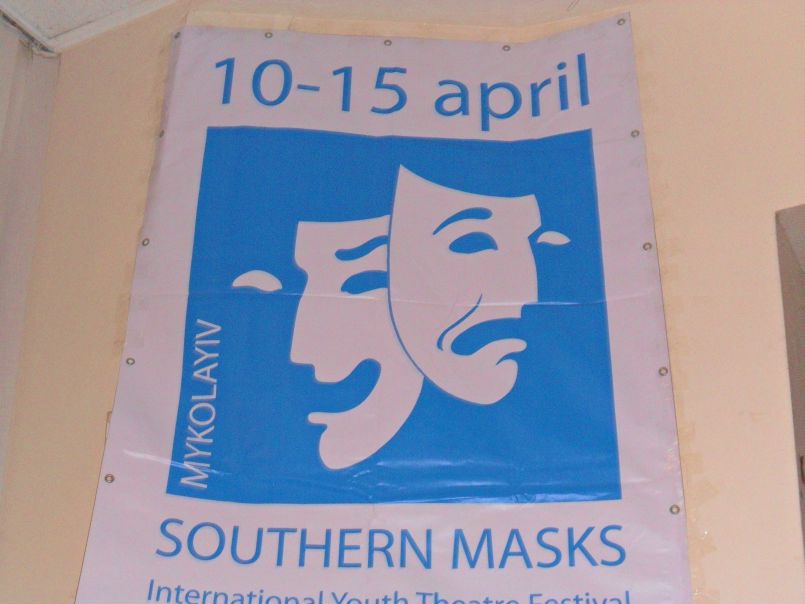 10-15 april
MYKOLAYIV
SOUTHERN MASKS
International Youth Theatre Festival